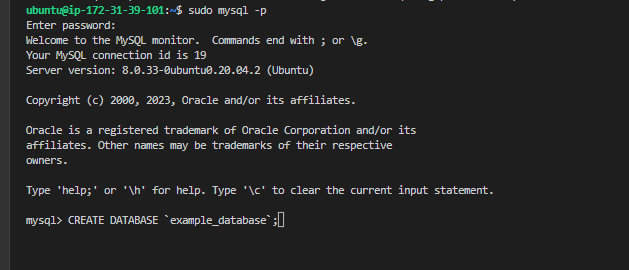 ubuntu@ip-172-31-39-101:~$ sudo mysql -p
Enter password:
Welcome to the MySQL monitor.  Commands end with ; or \g.
Your MySQL connection id is 19
Server version: 8.0.33-0ubuntu0.20.04.2 (Ubuntu)
Copyright (c) 2000, 2023, Oracle and/or its affiliates.
Oracle is a registered trademark of Oracle Corporation and/or its
affiliates. Other names may be trademarks of their respective
owners.
Type 'help;' or '\h' for help. Type '\c' to clear the current input statement.
mysql> CREATE DATABASE `example_database`;